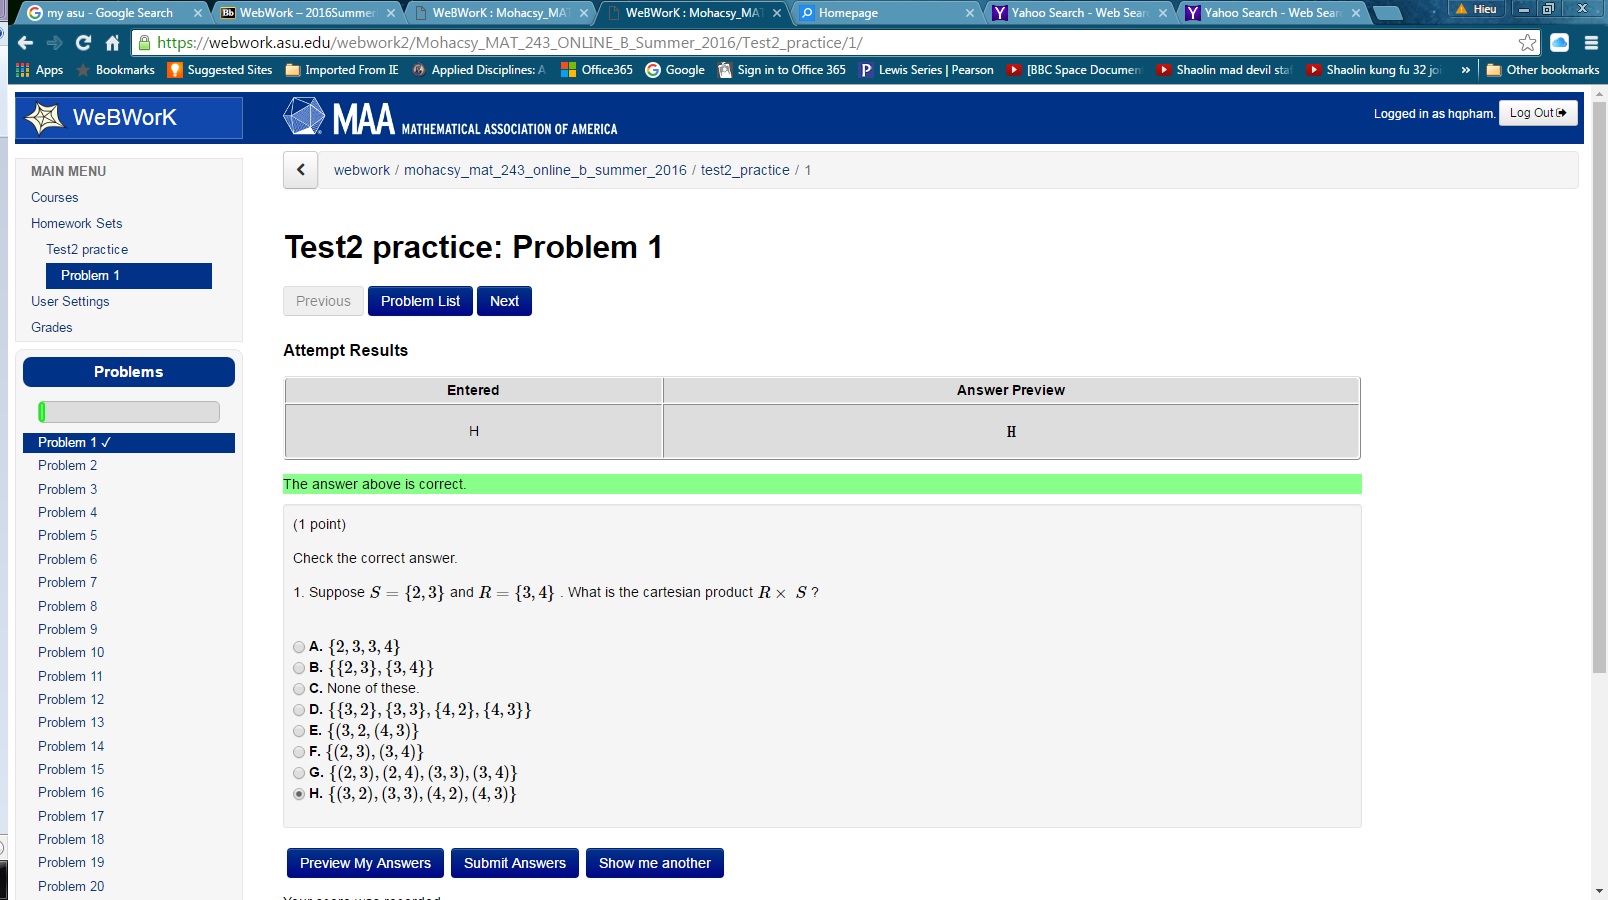 my asu - Google Search
WebWork – 2016Summer
WeBWorK : Mohacsy_MAT
WeBWorK : Mohacsy_MAT
Homepage
Yahoo Search - Web Sear
Yahoo Search - Web Sear
Hieu
https://webwork.asu.edu/webwork2/Mohacsy_MAT_243_ONLINE_B_Summer_2016/Test2_practice/1/
Apps Bookmarks Suggested Sites Imported From IE Applied Disciplines: A Office365 Google Sign in to Office 365 Lewis Series | Pearson [BBC Space Documen Shaolin mad devil sta Shaolin kung fu 32 joi » Other bookmarks
WeBWorK
MAA MATHEMATICAL ASSOCIATION OF AMERICA
Logged in as hqpham. Log Out
MAIN MENU
Courses
Homework Sets
Test2 practice
Problem 1
User Settings
Grades
Problems
Problem 1 ✓
Problem 2
Problem 3
Problem 4
Problem 5
Problem 6
Problem 7
Problem 8
Problem 9
Problem 10
Problem 11
Problem 12
Problem 13
Problem 14
Problem 15
Problem 16
Problem 17
Problem 18
Problem 19
Problem 20
webwork / mohacsy_mat_243_online_b_summer_2016 / test2_practice / 1
Test2 practice: Problem 1
Previous Problem List Next
Attempt Results
Entered Answer Preview
H H
The answer above is correct.
(1 point)
Check the correct answer.
1. Suppose S = {2, 3} and R = {3, 4} . What is the cartesian product R × S ?
A. {2, 3, 3, 4}
B. {{2, 3}, {3, 4}}
C. None of these.
D. {{3, 2}, {3, 3}, {4, 2}, {4, 3}}
E. {(3, 2, (4, 3)}
F. {(2, 3), (3, 4)}
G. {(2, 3), (2, 4), (3, 3), (3, 4)}
H. {(3, 2), (3, 3), (4, 2), (4, 3)}
Preview My Answers Submit Answers Show me another
Your score was recorded.